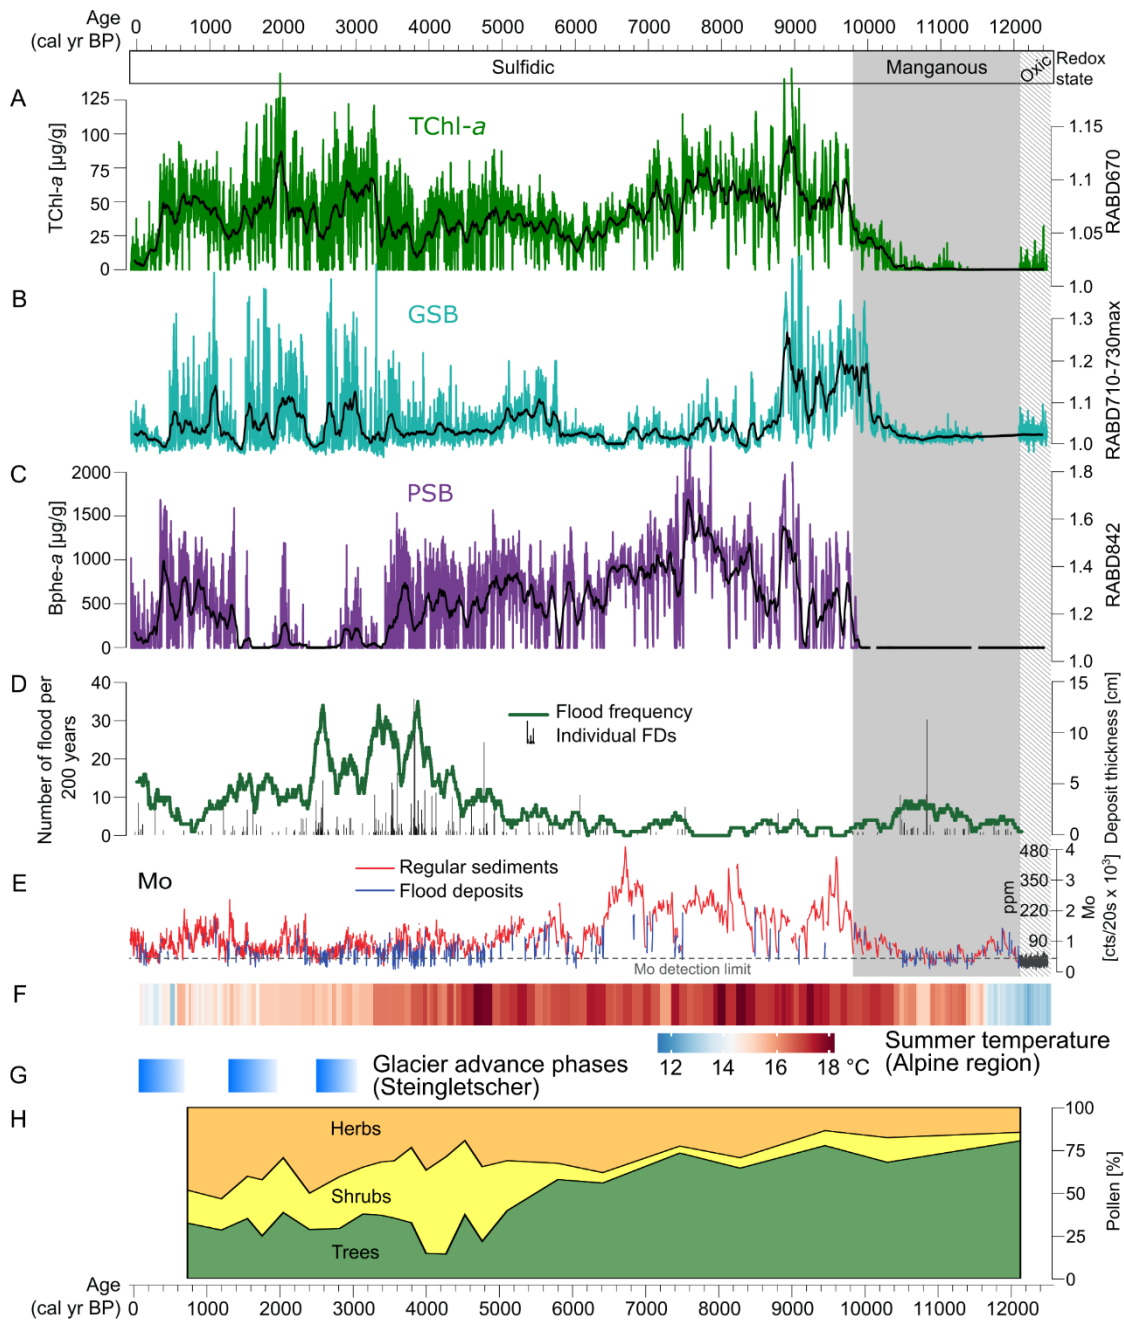 Age
(cal yr BP)
0 1000 2000 3000 4000 5000 6000 7000 8000 9000 10000 11000 12000
Sulfidic
Manganous
Oxic
Redox
state
A
TChl-a [µg/g]
125
100
75
50
25
0
TChl-a
1.15
1.10
1.05
1.0
RABD670
B
GSB
1.3
1.2
1.1
1.0
RABD710-730max
C
Bphe-a [µg/g]
2000
1500
1000
500
0
PSB
1.8
1.6
1.4
1.2
1.0
RABD842
D
Number of flood per
200 years
40
30
20
10
0
Flood frequency
Individual FDs
15
10
5
0
Deposit thickness [cm]
E
Mo
Regular sediments
Flood deposits
Mo detection limit
480
350
220
90
ppm
4
3
2
1
0
Mo
[cts/20s x 10³]
F
12 14 16 18 °C
Summer temperature
(Alpine region)
G
Glacier advance phases
(Steingletscher)
H
Herbs
Shrubs
Trees
100
75
50
25
0
Pollen [%]
Age
(cal yr BP)
0 1000 2000 3000 4000 5000 6000 7000 8000 9000 10000 11000 12000